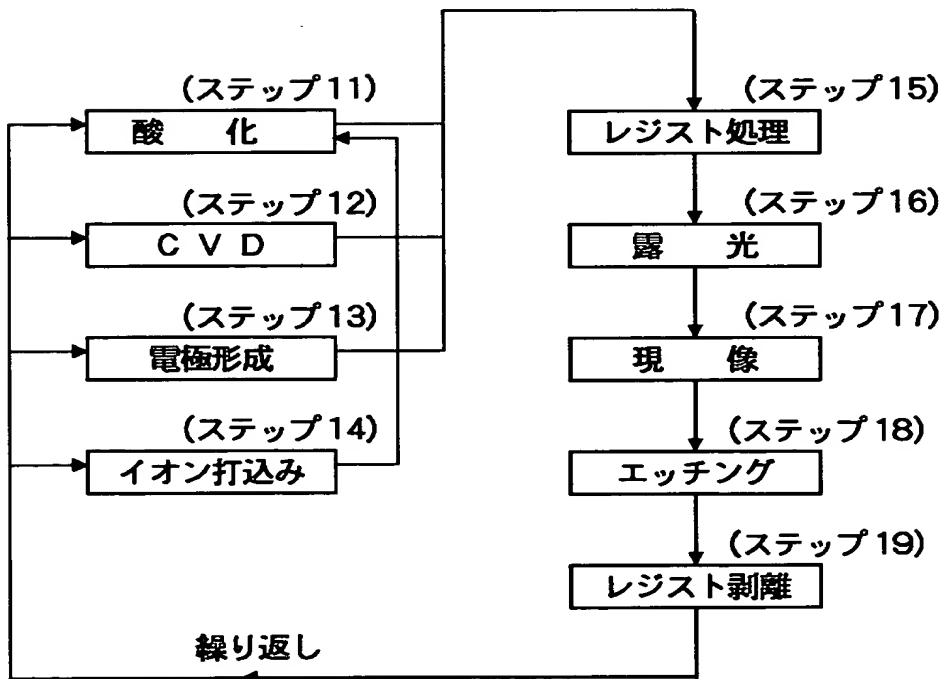 (ステップ11)
酸　化
(ステップ12)
C V D
(ステップ13)
電極形成
(ステップ14)
イオン打込み
(ステップ15)
レジスト処理
(ステップ16)
露　光
(ステップ17)
現　像
(ステップ18)
エッチング
(ステップ19)
レジスト剥離
繰り返し